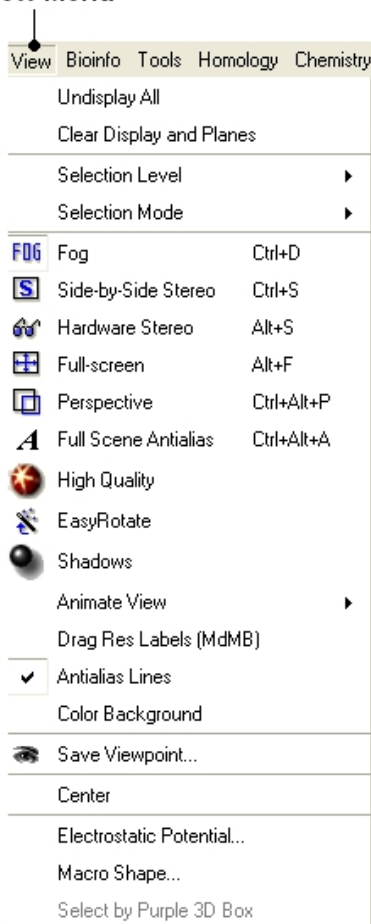 View Bioinfo Tools Homology Chemistry
Undisplay All
Clear Display and Planes
Selection Level
Selection Mode
FOG Fog Ctrl+D
S Side-by-Side Stereo Ctrl+S
Hardware Stereo Alt+S
Full-screen Alt+F
Perspective Ctrl+Alt+P
A Full Scene Antialias Ctrl+Alt+A
High Quality
EasyRotate
Shadows
Animate View
Drag Res Labels (MdMB)
Antialias Lines
Color Background
Save Viewpoint...
Center
Electrostatic Potential...
Macro Shape...
Select by Purple 3D Box